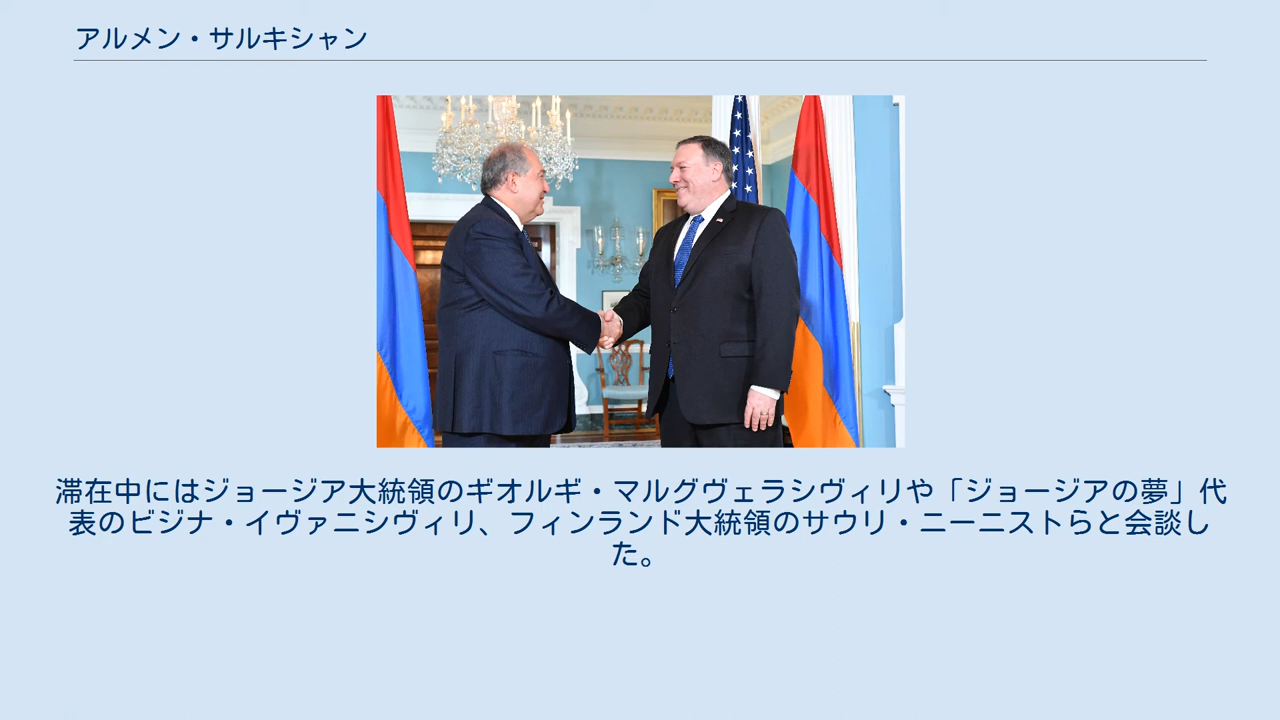 アルメン・サルキシャン
滞在中にはジョージア大統領のギオルギ・マルグヴェラシヴィリや「ジョージアの夢」代
表のビジナ・イヴァニシヴィリ、フィンランド大統領のサウリ・ニーニストらと会談し
た。